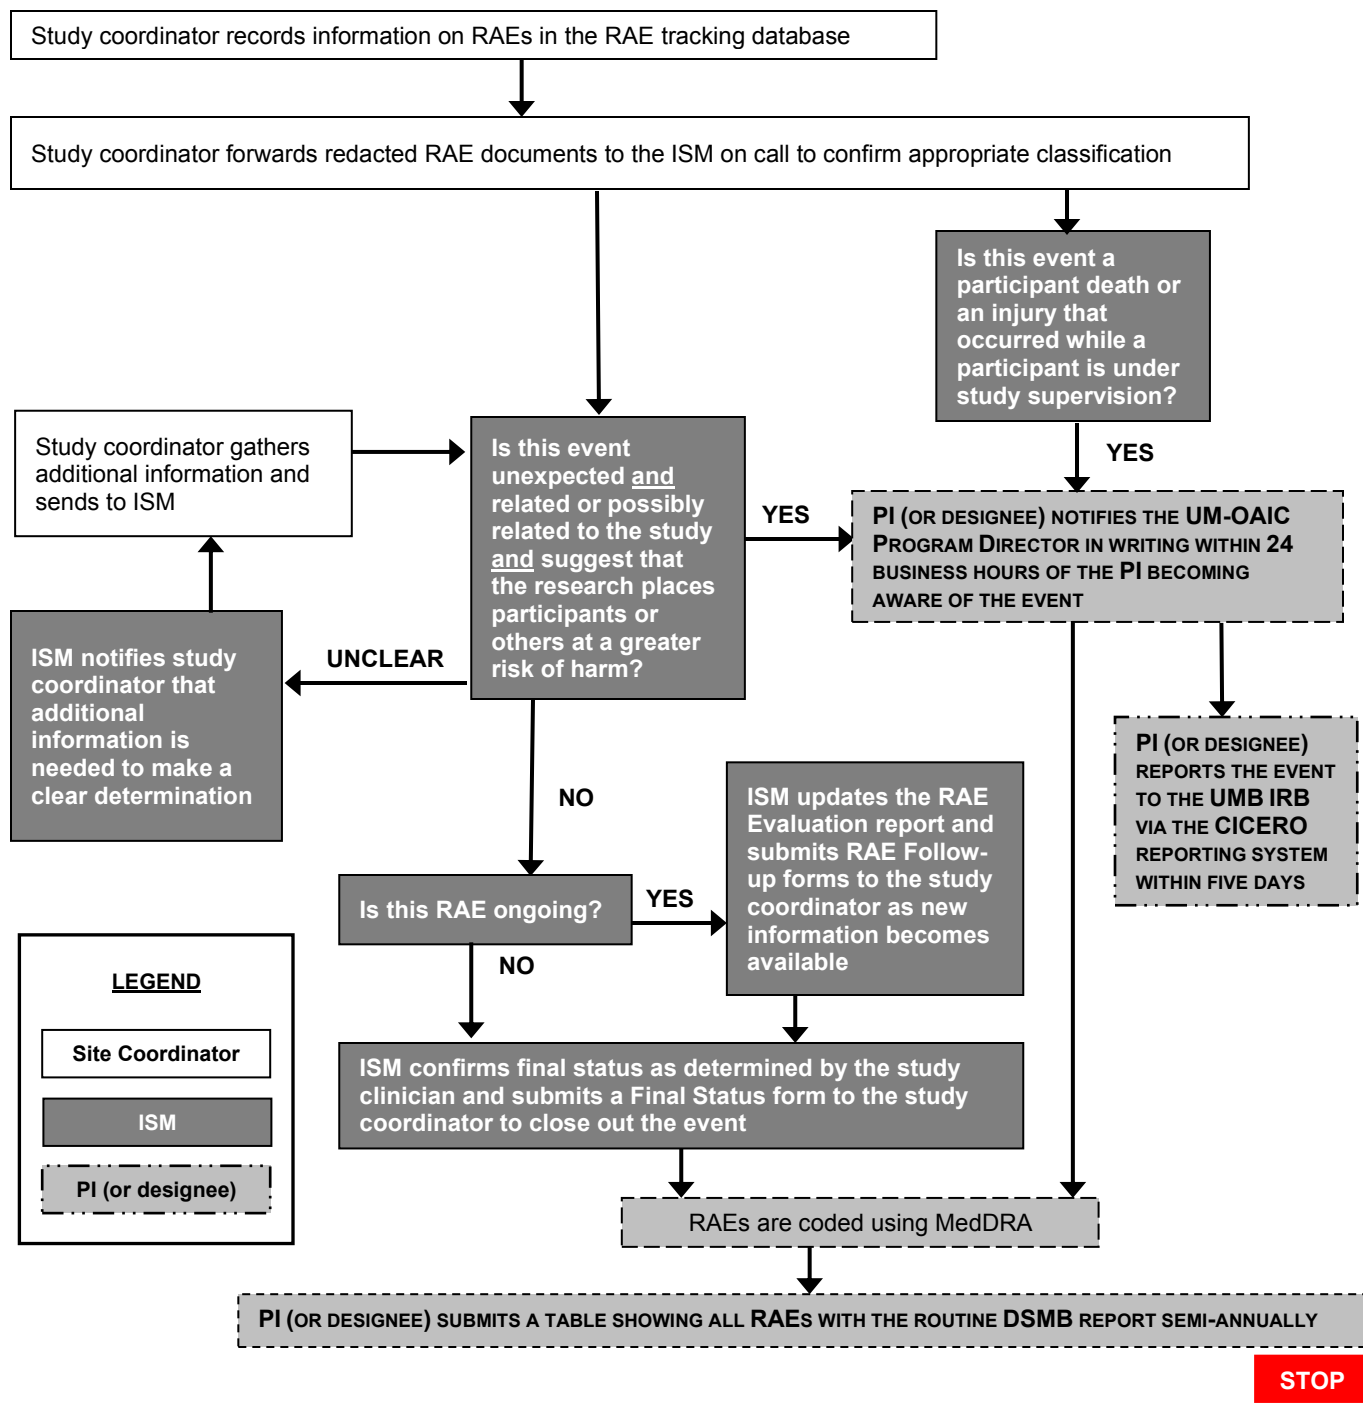 Study coordinator records information on RAEs in the RAE tracking database
Study coordinator forwards redacted RAE documents to the ISM on call to confirm appropriate classification
Is this event a
participant death or
an injury that
occurred while a
participant is under
study supervision?
YES
Study coordinator gathers
additional information and
sends to ISM
Is this event
unexpected and
related or possibly
related to the study
and suggest that
the research places
participants or
others at a greater
risk of harm?
YES
PI (OR DESIGNEE) NOTIFIES THE UM-OAIC
PROGRAM DIRECTOR IN WRITING WITHIN 24
BUSINESS HOURS OF THE PI BECOMING
AWARE OF THE EVENT
UNCLEAR
ISM notifies study
coordinator that
additional
information is
needed to make a
clear determination
PI (OR DESIGNEE)
REPORTS THE EVENT
TO THE UMB IRB
VIA THE CICERO
REPORTING SYSTEM
WITHIN FIVE DAYS
NO
Is this RAE ongoing?
YES
ISM updates the RAE
Evaluation report and
submits RAE Follow-
up forms to the study
coordinator as new
information becomes
available
NO
LEGEND
Site Coordinator
ISM
PI (or designee)
ISM confirms final status as determined by the study
clinician and submits a Final Status form to the study
coordinator to close out the event
RAEs are coded using MedDRA
PI (OR DESIGNEE) SUBMITS A TABLE SHOWING ALL RAES WITH THE ROUTINE DSMB REPORT SEMI-ANNUALLY
STOP